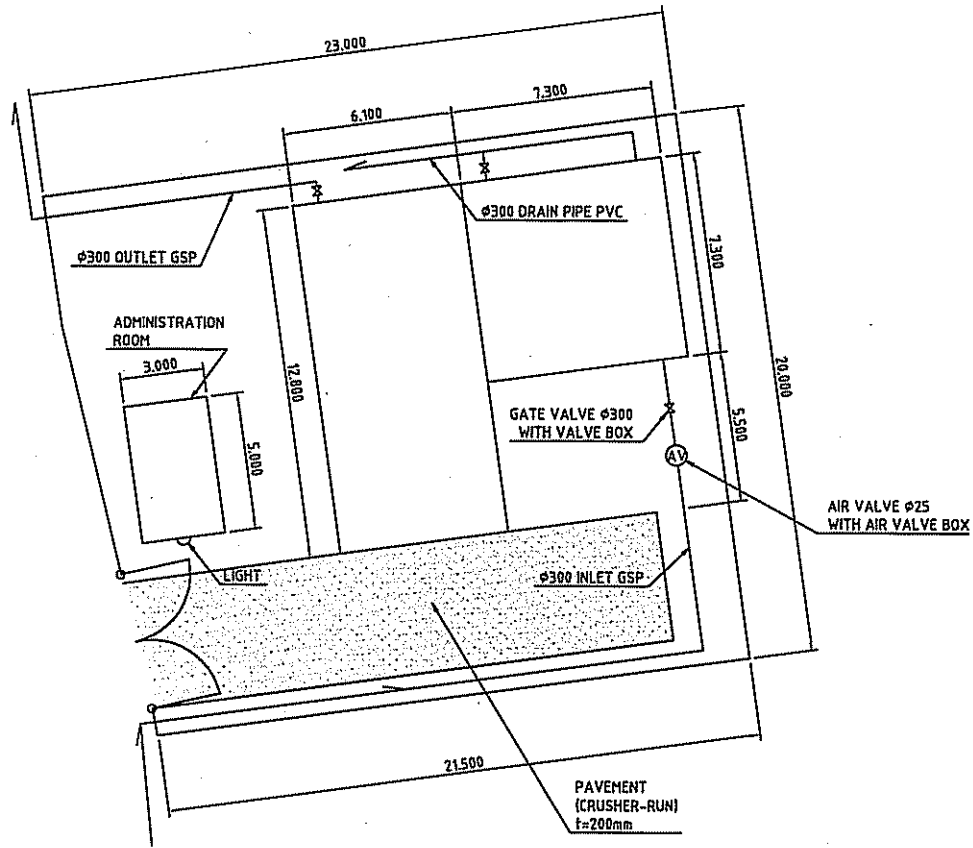 23.000
6.100
7.300
Ø300 DRAIN PIPE PVC
Ø300 OUTLET GSP
7.300
ADMINISTRATION
ROOM
3.000
12.800
20.000
5.000
GATE VALVE Ø300
WITH VALVE BOX
5.500
AV
AIR VALVE Ø25
WITH AIR VALVE BOX
LIGHT
Ø300 INLET GSP
21.500
PAVEMENT
(CRUSHER-RUN)
t=200mm